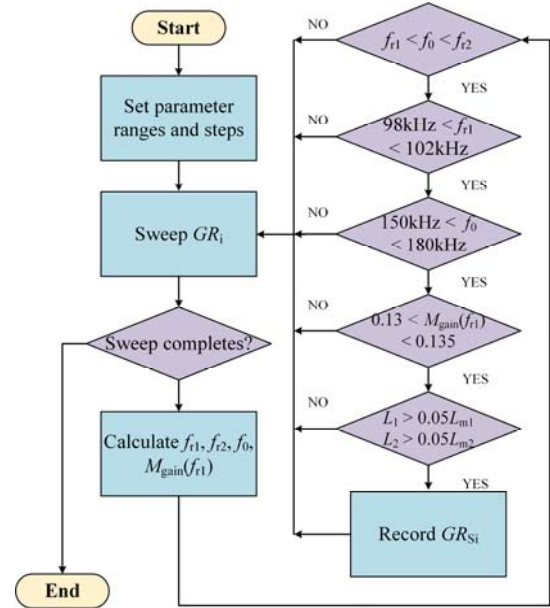 Start
Set parameter
ranges and steps
Sweep GRi
Sweep completes?
Calculate fr1, fr2, f0,
Mgain(fr1)
End
NO
fr1 < f0 < fr2
YES
NO
98kHz < fr1
< 102kHz
YES
NO
150kHz < f0
< 180kHz
YES
NO
0.13 < Mgain(fr1)
< 0.135
YES
NO
L1 > 0.05Lm1
L2 > 0.05Lm2
YES
Record GRSi